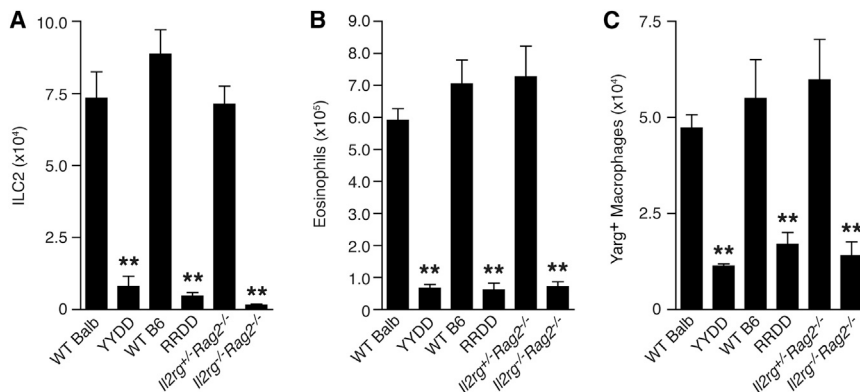 A
ILC2 (x10⁴)
10.0
7.5
5.0
2.5
0
**
**
**
WT Balb
YYDD
WT B6
RRDD
Il2rg⁺/⁻Rag2⁻/⁻
Il2rg⁻/⁻Rag2⁻/⁻
B
Eosinophils (x10⁵)
9.0
8.0
7.0
6.0
5.0
4.0
3.0
2.0
1.0
0
**
**
**
WT Balb
YYDD
WT B6
RRDD
Il2rg⁺/⁻Rag2⁻/⁻
Il2rg⁻/⁻Rag2⁻/⁻
C
Yarg⁺ Macrophages (x10⁴)
7.5
5.0
2.5
0
**
**
**
WT Balb
YYDD
WT B6
RRDD
Il2rg⁺/⁻Rag2⁻/⁻
Il2rg⁻/⁻Rag2⁻/⁻